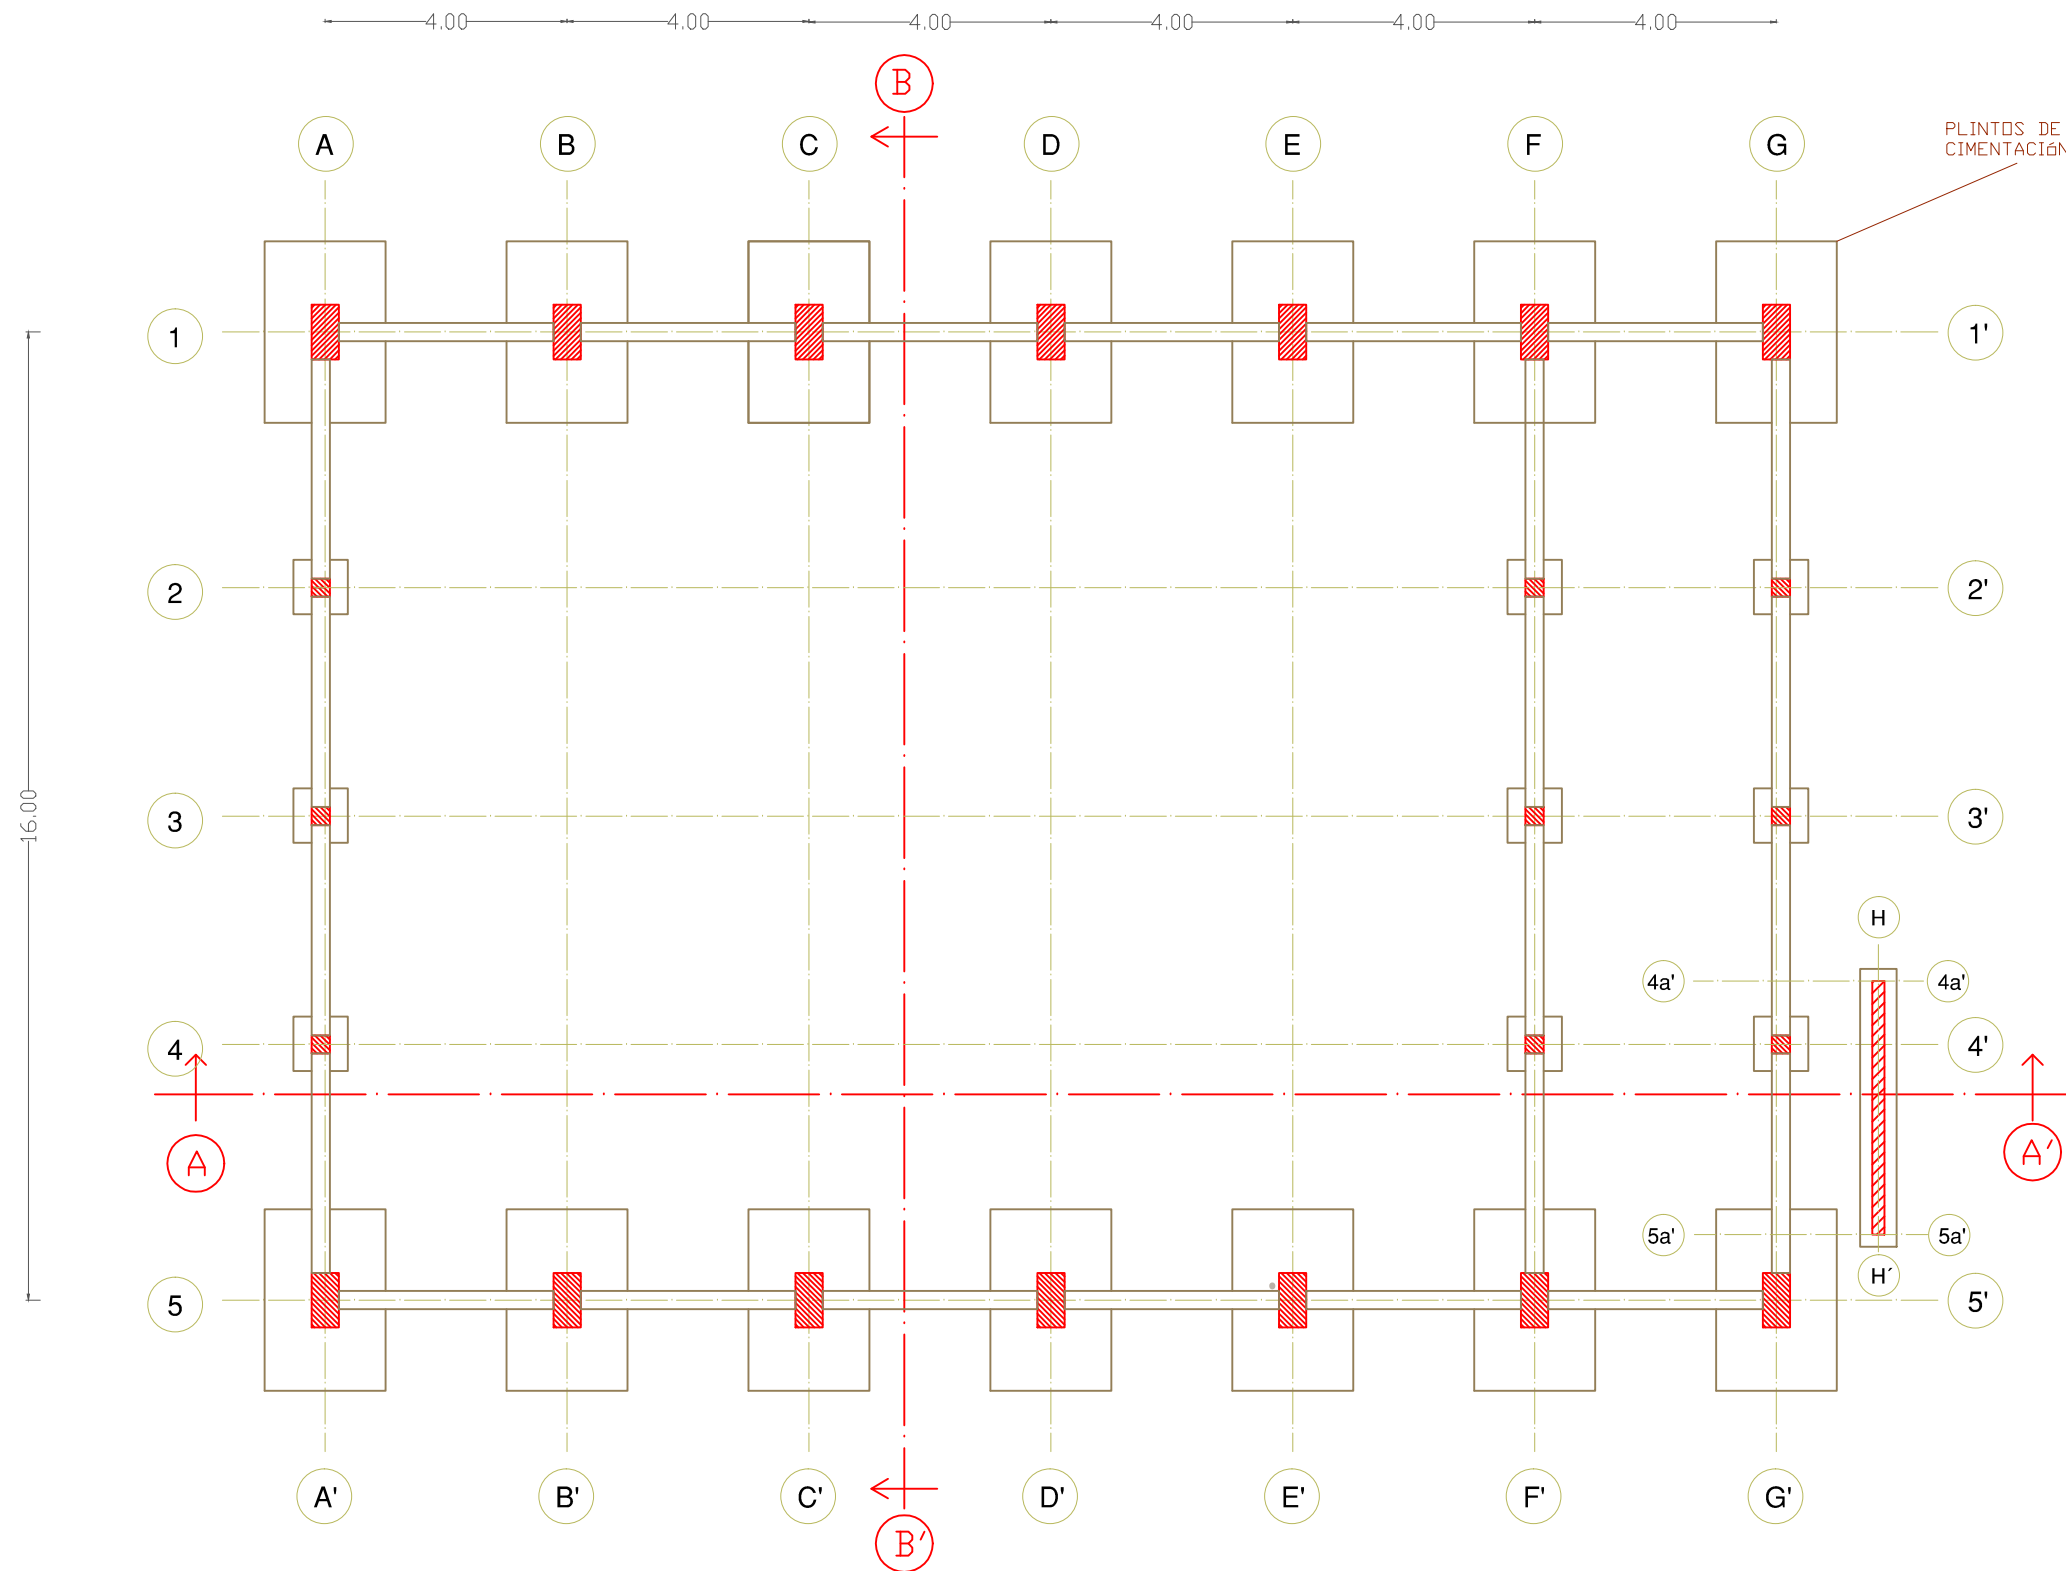 4.00 4.00 4.00 4.00 4.00 4.00
B
A B C D E F G
PLINTOS DE
CIMENTACIóN
1 1'
2 2'
16.00
3 3'
H
4a' 4a'
4 4'
A A'
5a' 5a'
H´
5 5'
A' B' C' D' E' F' G'
B'